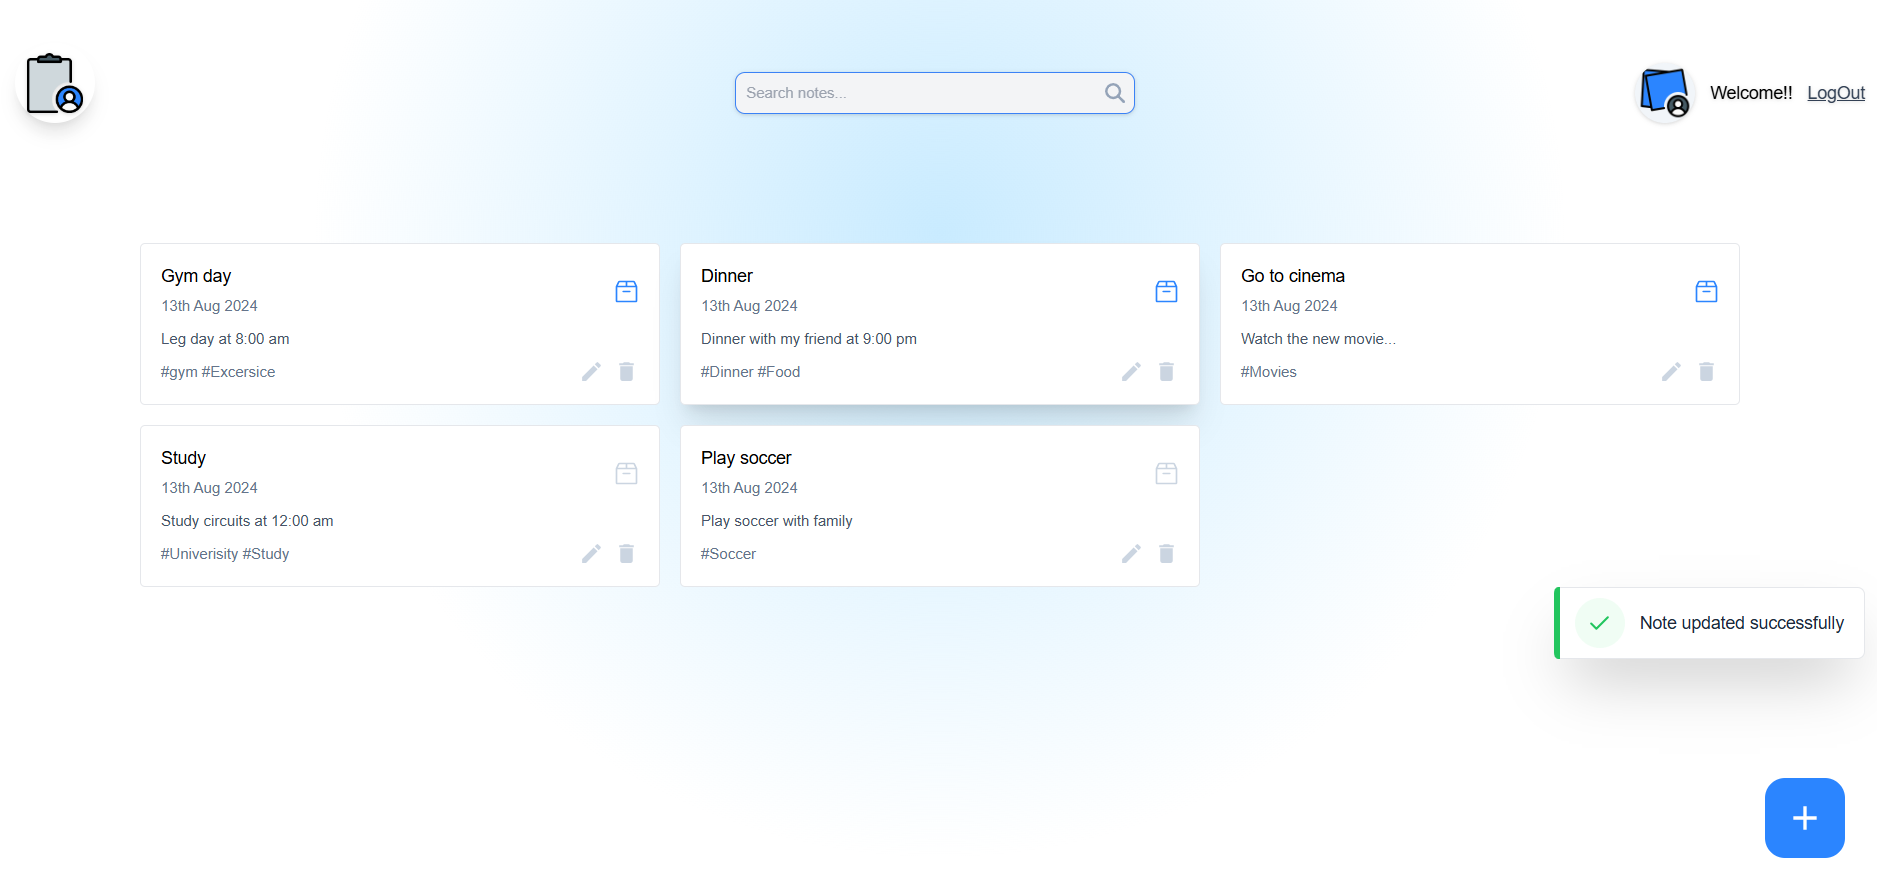 Search notes...
Welcome!! LogOut
Gym day
13th Aug 2024
Leg day at 8:00 am
#gym #Excersice
Dinner
13th Aug 2024
Dinner with my friend at 9:00 pm
#Dinner #Food
Go to cinema
13th Aug 2024
Watch the new movie...
#Movies
Study
13th Aug 2024
Study circuits at 12:00 am
#Univerisity #Study
Play soccer
13th Aug 2024
Play soccer with family
#Soccer
Note updated successfully